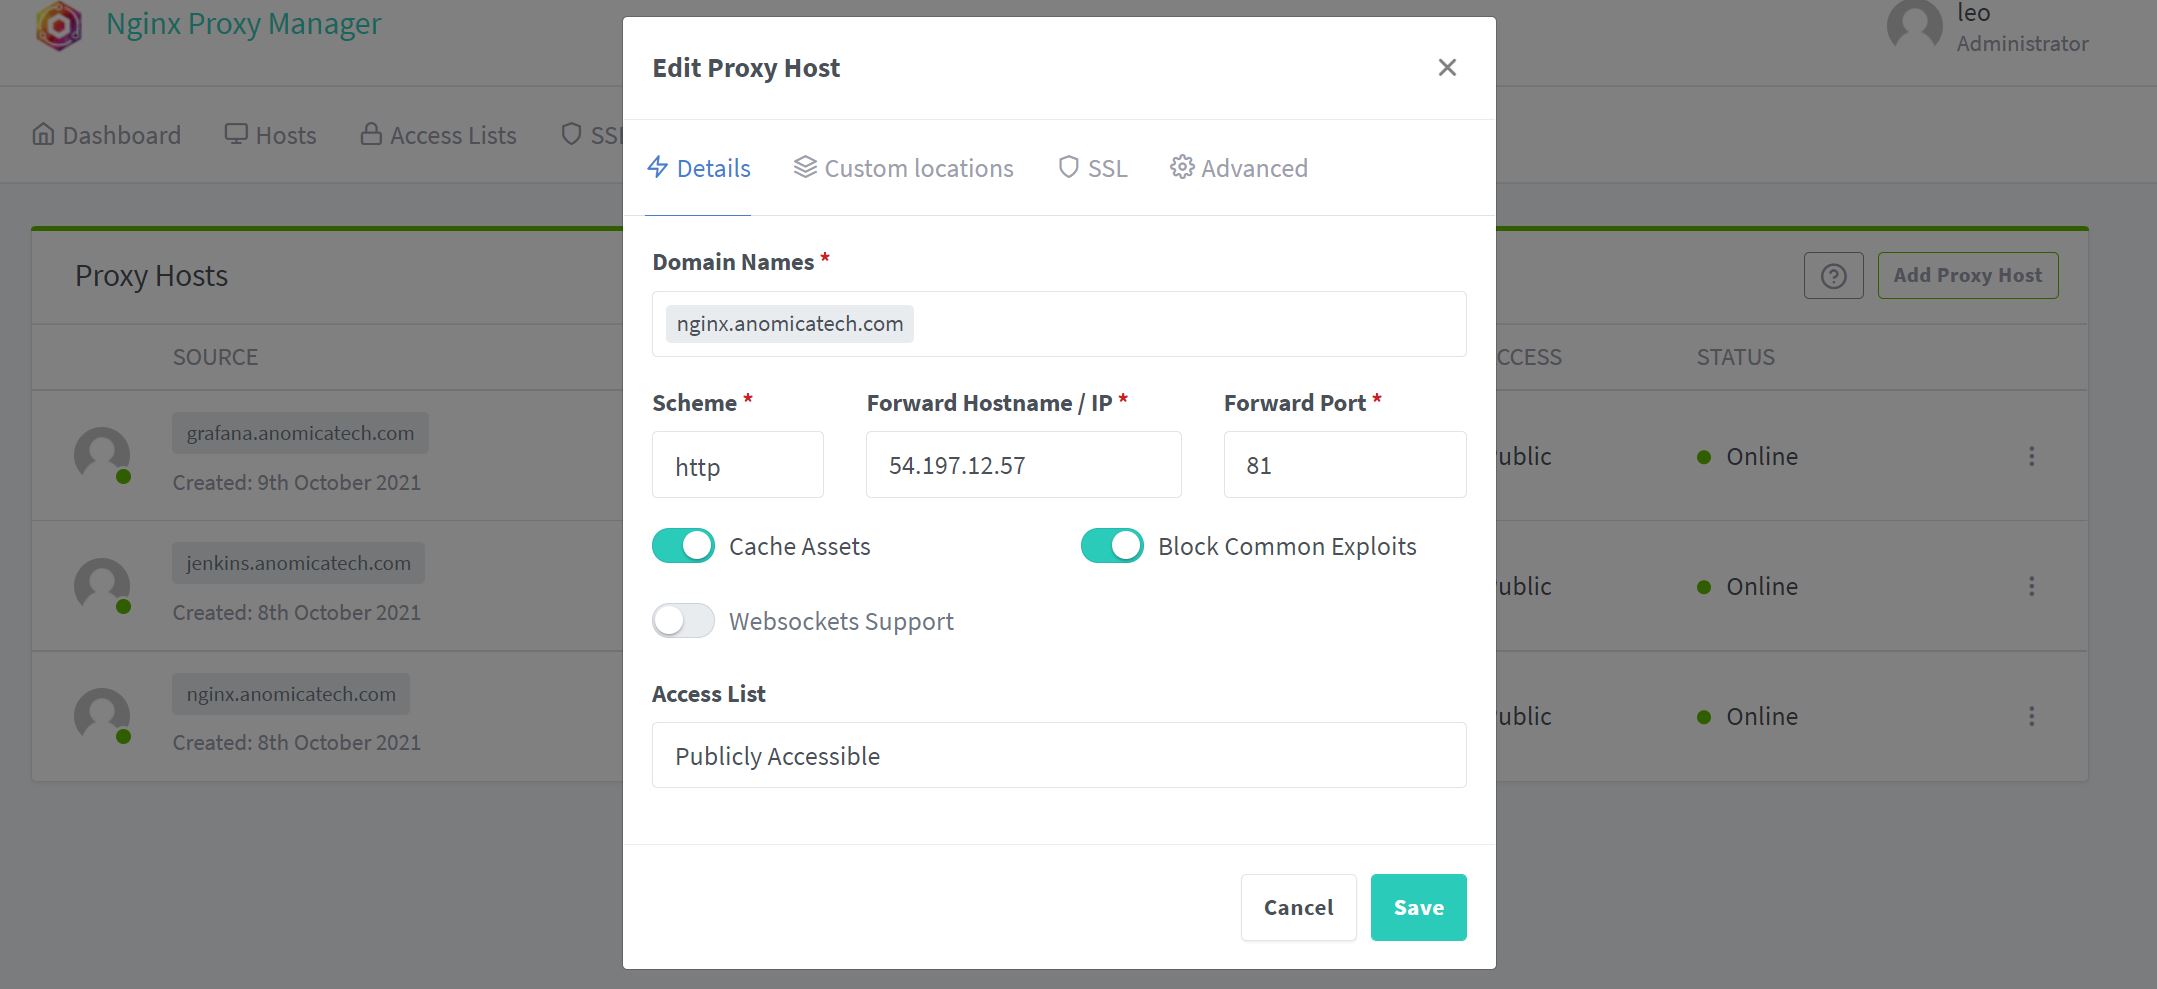 Nginx Proxy Manager
leo
Administrator
Dashboard
Hosts
Access Lists
SSL
Proxy Hosts
Add Proxy Host
SOURCE
CCESS
STATUS
grafana.anomicatech.com
Created: 9th October 2021
ublic
Online
jenkins.anomicatech.com
Created: 8th October 2021
ublic
Online
nginx.anomicatech.com
Created: 8th October 2021
ublic
Online
Edit Proxy Host
Details
Custom locations
SSL
Advanced
Domain Names *
nginx.anomicatech.com
Scheme *
Forward Hostname / IP *
Forward Port *
http
54.197.12.57
81
Cache Assets
Block Common Exploits
Websockets Support
Access List
Publicly Accessible
Cancel
Save